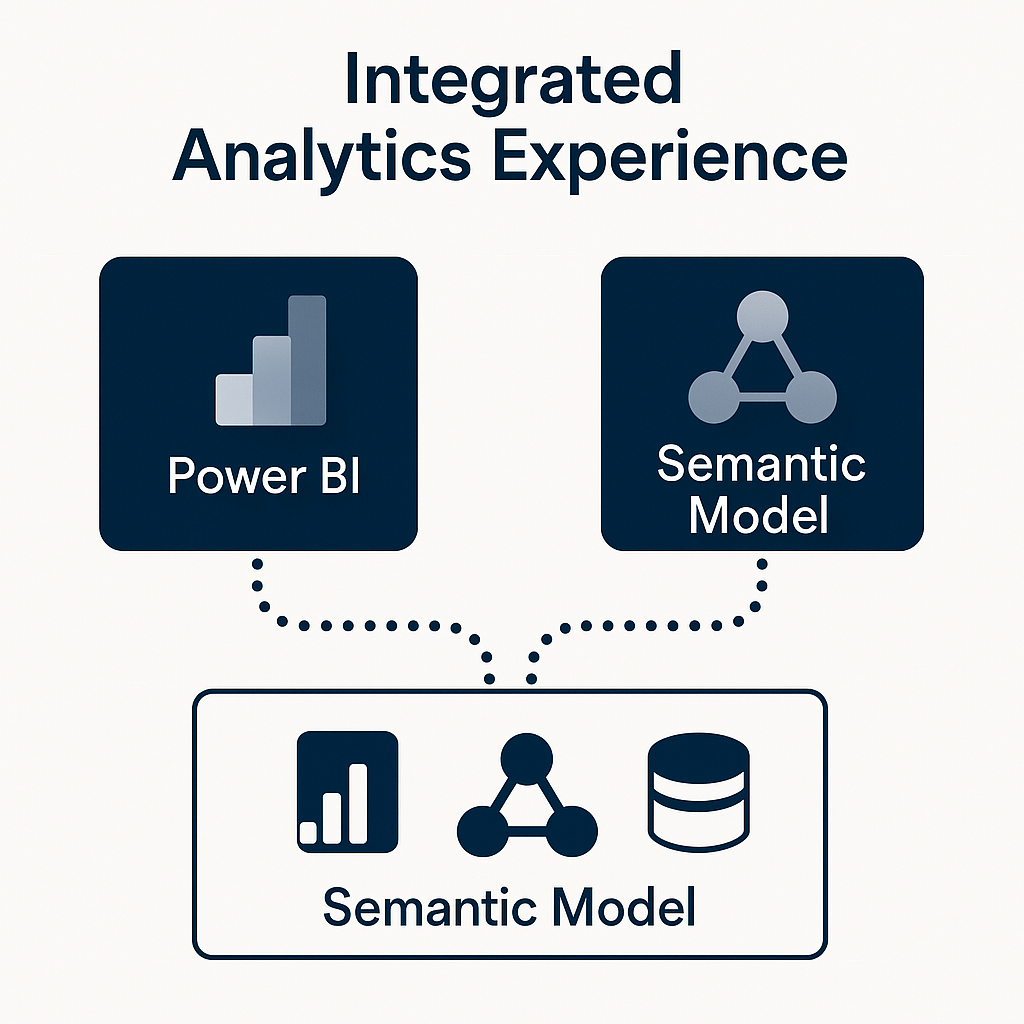 Integrated
Analytics Experience
Power BI
Semantic
Model
Semantic Model